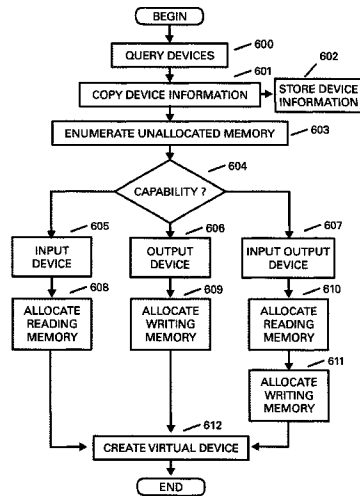 BEGIN
600
QUERY DEVICES
601
602
COPY DEVICE INFORMATION
STORE DEVICE
INFORMATION
ENUMERATE UNALLOCATED MEMORY
603
604
CAPABILITY ?
605
606
607
INPUT
DEVICE
OUTPUT
DEVICE
INPUT OUTPUT
DEVICE
608
609
610
ALLOCATE
READING
MEMORY
ALLOCATE
WRITING
MEMORY
ALLOCATE
READING
MEMORY
611
ALLOCATE
WRITING
MEMORY
612
CREATE VIRTUAL DEVICE
END